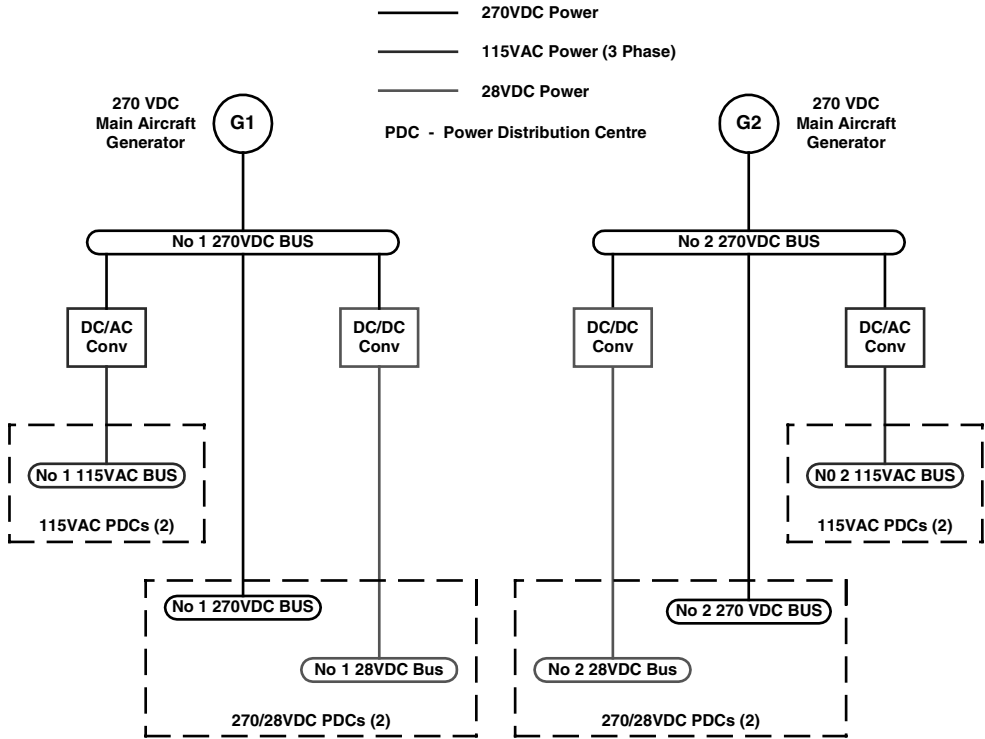 270VDC Power
115VAC Power (3 Phase)
28VDC Power
PDC - Power Distribution Centre
270 VDC
Main Aircraft
Generator
G1
G2
270 VDC
Main Aircraft
Generator
No 1 270VDC BUS
No 2 270VDC BUS
DC/AC
Conv
DC/DC
Conv
DC/DC
Conv
DC/AC
Conv
No 1 115VAC BUS
115VAC PDCs (2)
N0 2 115VAC BUS
115VAC PDCs (2)
No 1 270VDC BUS
No 1 28VDC Bus
270/28VDC PDCs (2)
No 2 270 VDC BUS
No 2 28VDC Bus
270/28VDC PDCs (2)